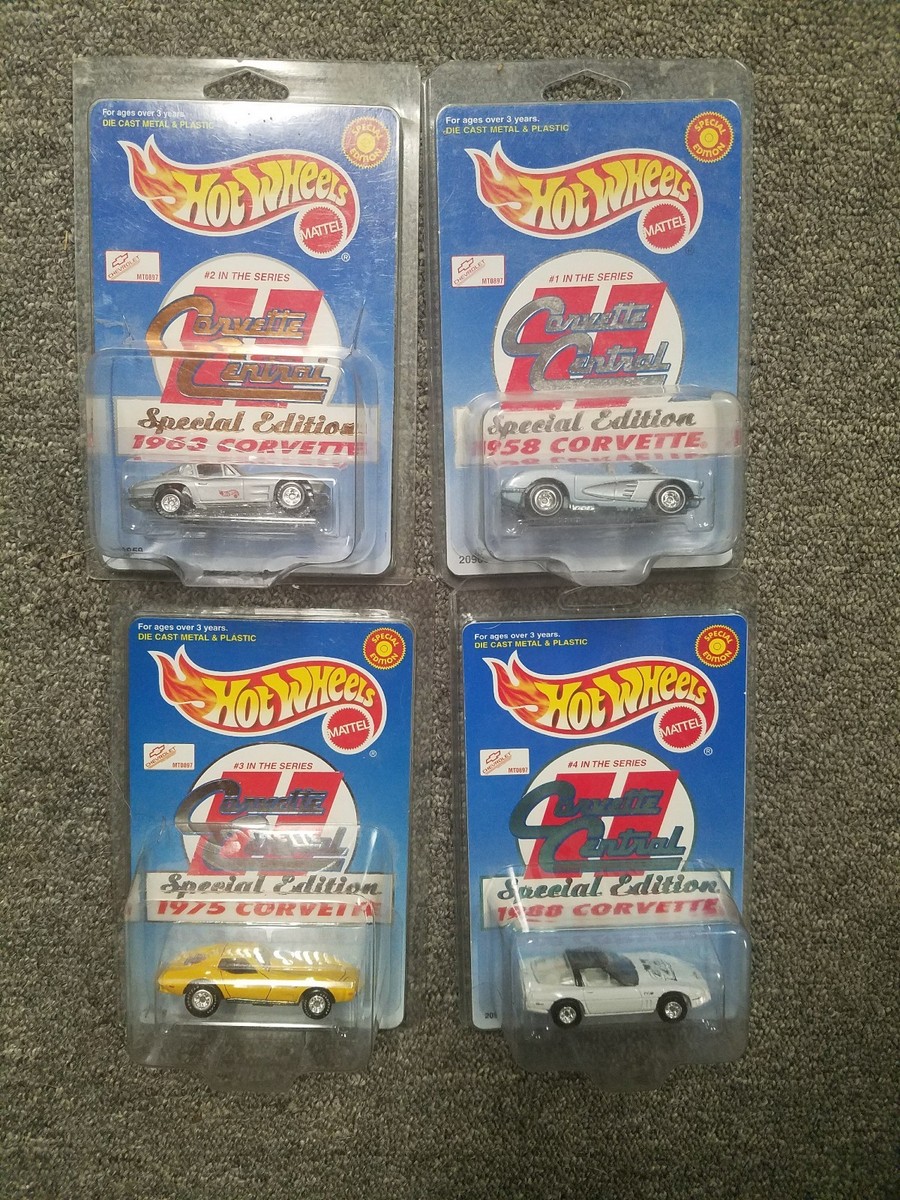 For ages over 3 years.
DIE CAST METAL & PLASTIC
SPECIAL EDITION
HOT WHEELS
MATTEL
®
CHEVROLET
MT0897
#2 IN THE SERIES
Corvette
Central
Special Edition
1963 CORVETTE
For ages over 3 years.
DIE CAST METAL & PLASTIC
SPECIAL EDITION
HOT WHEELS
MATTEL
CHEVROLET
MT0897
#1 IN THE SERIES
Corvette
Central
Special Edition
1958 CORVETTE
For ages over 3 years.
DIE CAST METAL & PLASTIC
SPECIAL EDITION
HOT WHEELS
MATTEL
®
CHEVROLET
MT0897
#3 IN THE SERIES
Corvette
Central
Special Edition
1975 CORVETTE
For ages over 3 years.
DIE CAST METAL & PLASTIC
SPECIAL EDITION
HOT WHEELS
MATTEL
®
CHEVROLET
MT0897
#4 IN THE SERIES
Corvette
Central
Special Edition
1988 CORVETTE